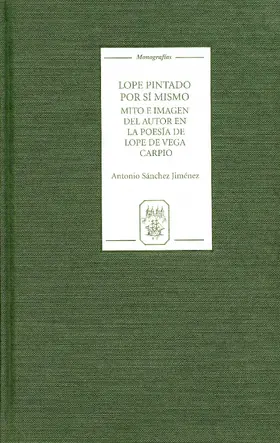 Monografías
LOPE PINTADO
POR SÍ MISMO
MITO E IMAGEN
DEL AUTOR EN
LA POESÍA DE
LOPE DE VEGA
CARPIO
Antonio Sánchez Jiménez